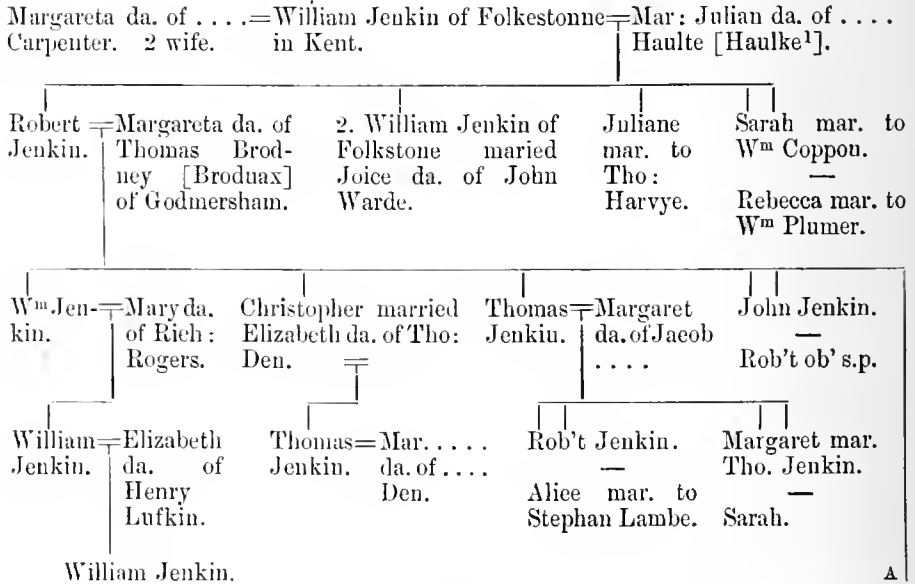 Margareta da. of . . . .=William Jenkin of Folkestonne=Mar: Julian da. of . . . .
Carpenter. 2 wife. in Kent. Haulte [Haulke¹].
Robert =Margareta da. of 2. William Jenkin of Juliane Sarah mar. to
Jenkin. Thomas Brod- Folkstone maried mar. to Wᵐ Coppon.
ney [Brodnax] Joice da. of John Tho: —
of Godmersham. Warde. Harvye. Rebecca mar. to
Wᵐ Plumer.
Wᵐ Jen-=Mary da. Christopher married Thomas=Margaret John Jenkin.
kin. of Rich: Elizabeth da. of Tho: Jenkin. da. of Jacob —
Rogers. Den. . . . . Rob't ob' s.p.
William=Elizabeth Thomas=Mar. . . . . Rob't Jenkin. Margaret mar.
Jenkin. da. of Jenkin. da. of . . . . — Tho. Jenkin.
Henry Den. Alice mar. to —
Lufkin. Stephan Lambe. Sarah.
William Jenkin. A